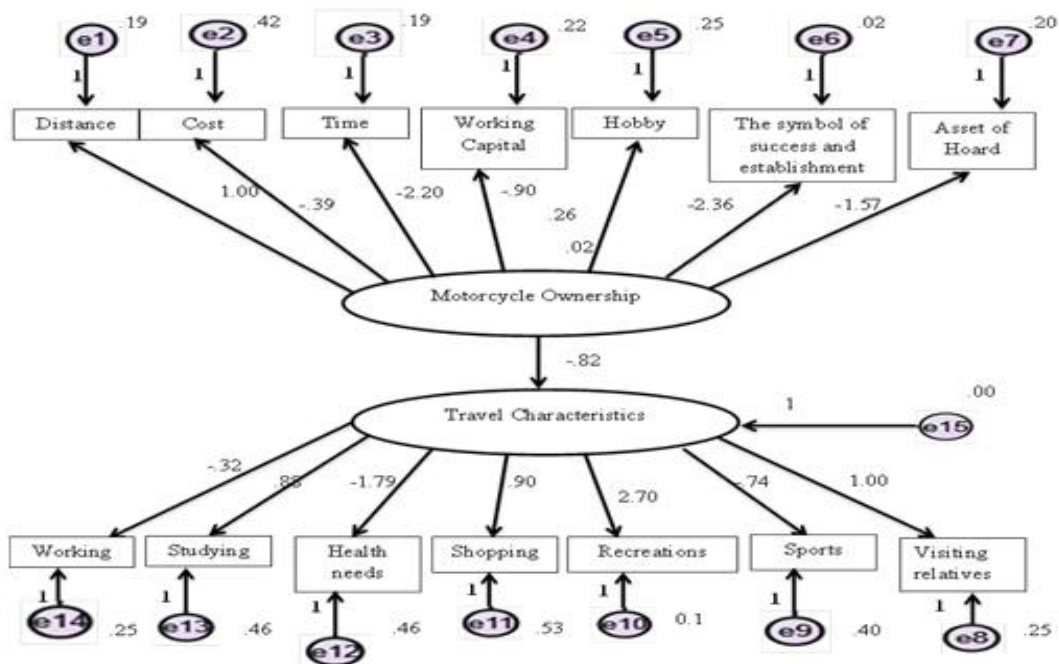 .19 .42 .19 .22 .25 .02 .20
e1 e2 e3 e4 e5 e6 e7
1 1 1 1 1 1 1
Distance
Cost
Time
Working
Capital
Hobby
The symbol of
success and
establishment
Asset of
Hoard
1.00 -.39 -2.20 -.90 .26 -2.36 -1.57
.02
Motorcycle Ownership
-.82
Travel Characteristics
1
.00
e15
-.32 .88 -1.79 .90 2.70 -.74 1.00
Working
Studying
Health
needs
Shopping
Recreations
Sports
Visiting
relatives
1 1 1 1 1 1 1
e14 .25 e13 .46 e12 .46 e11 .53 e10 0.1 e9 .40 e8 .25